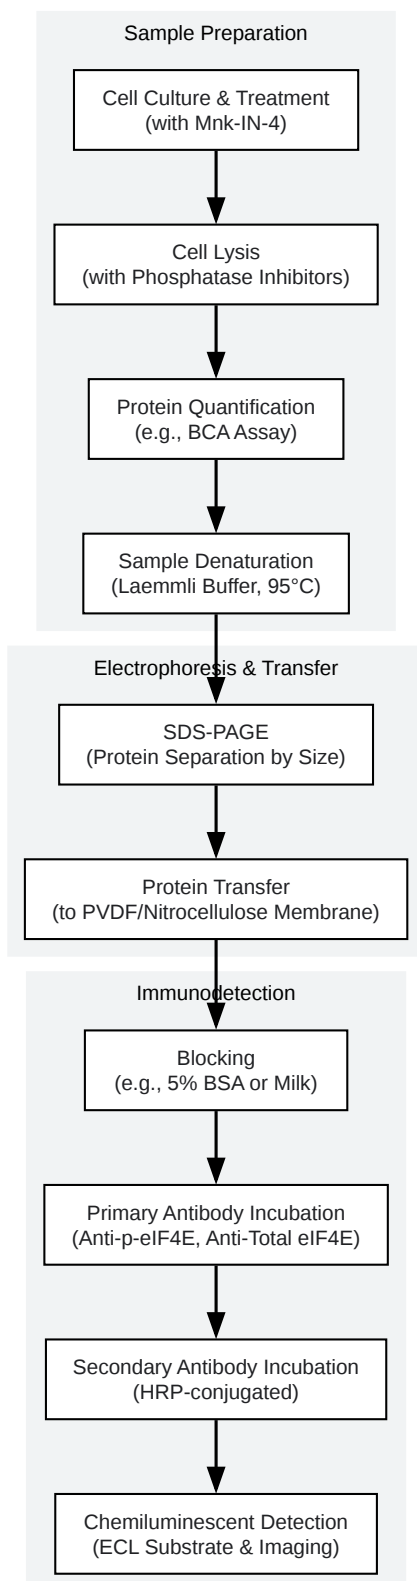 Sample Preparation
Cell Culture & Treatment
(with Mnk-IN-4)
Cell Lysis
(with Phosphatase Inhibitors)
Protein Quantification
(e.g., BCA Assay)
Sample Denaturation
(Laemmli Buffer, 95°C)
Electrophoresis & Transfer
SDS-PAGE
(Protein Separation by Size)
Protein Transfer
(to PVDF/Nitrocellulose Membrane)
Immunodetection
Blocking
(e.g., 5% BSA or Milk)
Primary Antibody Incubation
(Anti-p-eIF4E, Anti-Total eIF4E)
Secondary Antibody Incubation
(HRP-conjugated)
Chemiluminescent Detection
(ECL Substrate & Imaging)